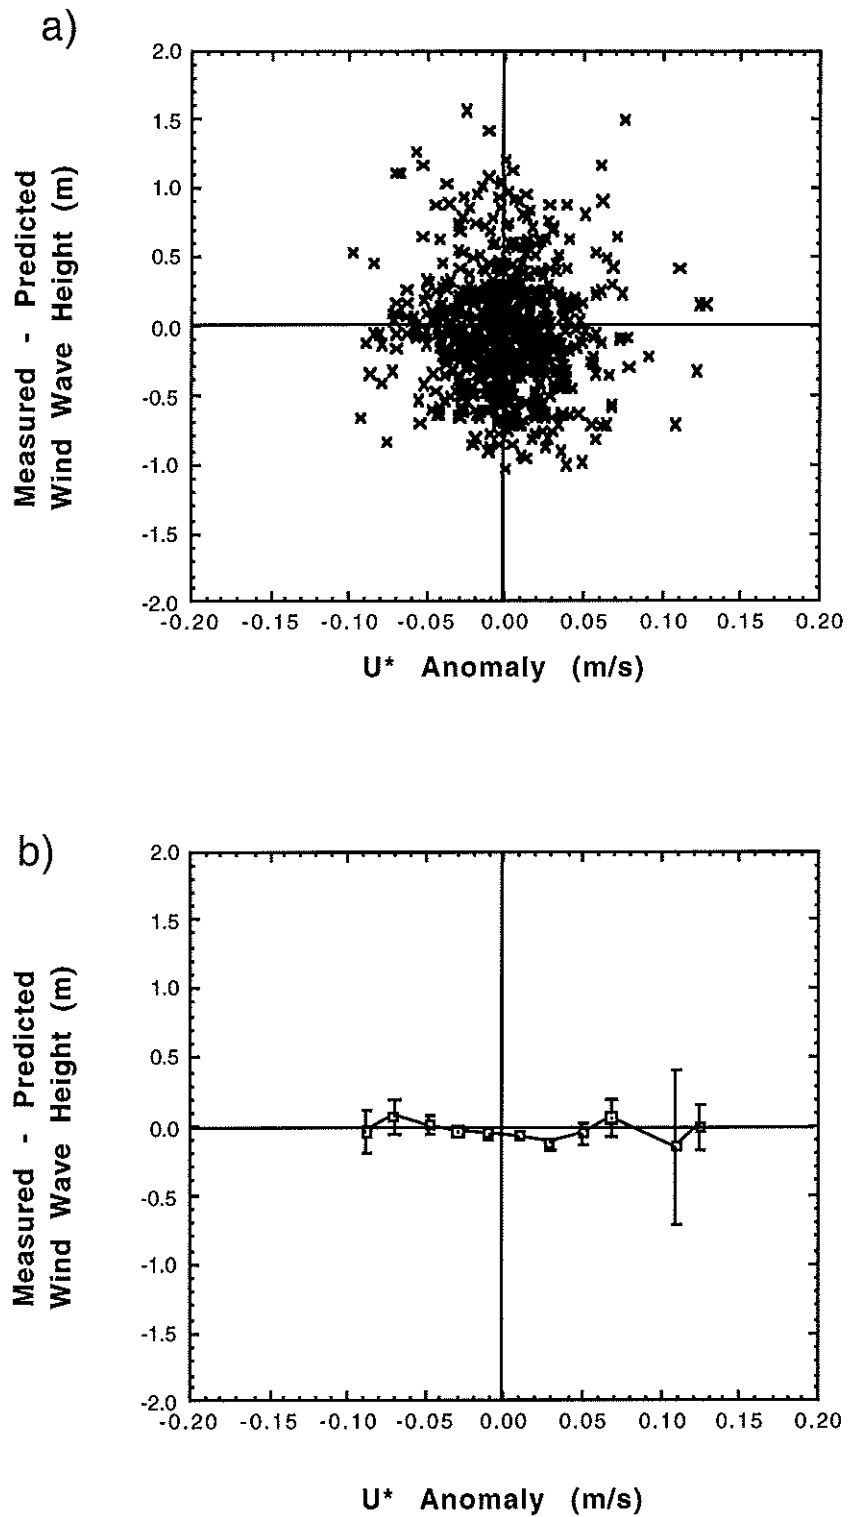 a)
2.0
1.5
1.0
0.5
0.0
-0.5
-1.0
-1.5
-2.0
Measured - Predicted
Wind Wave Height (m)
-0.20 -0.15 -0.10 -0.05 0.00 0.05 0.10 0.15 0.20
U* Anomaly (m/s)
b)
2.0
1.5
1.0
0.5
0.0
-0.5
-1.0
-1.5
-2.0
Measured - Predicted
Wind Wave Height (m)
-0.20 -0.15 -0.10 -0.05 0.00 0.05 0.10 0.15 0.20
U* Anomaly (m/s)